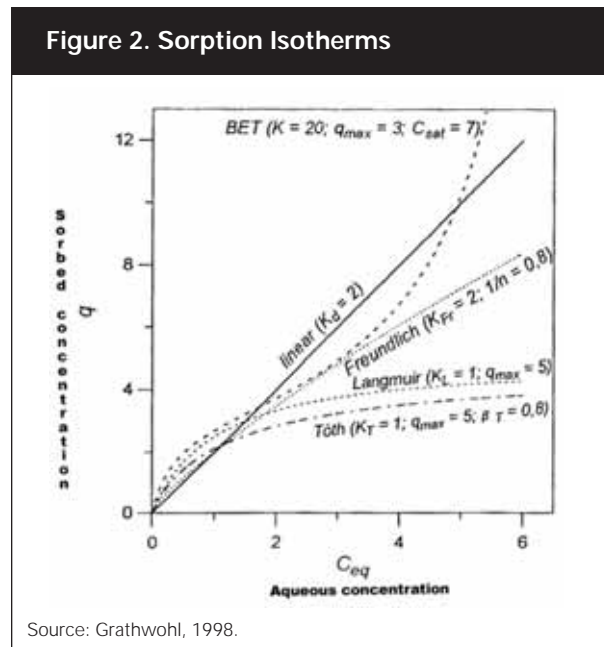 Figure 2. Sorption Isotherms
BET (K = 20; qmax = 3; Csat = 7)
12
8
4
0
Sorbed concentration
q
linear (Kd = 2)
Freundlich (KFr = 2; 1/n = 0,8)
Langmuir (KL = 1; qmax = 5)
Tóth (KT = 1; qmax = 5; βT = 0,8)
0
2
4
6
Ceq
Aqueous concentration
Source: Grathwohl, 1998.